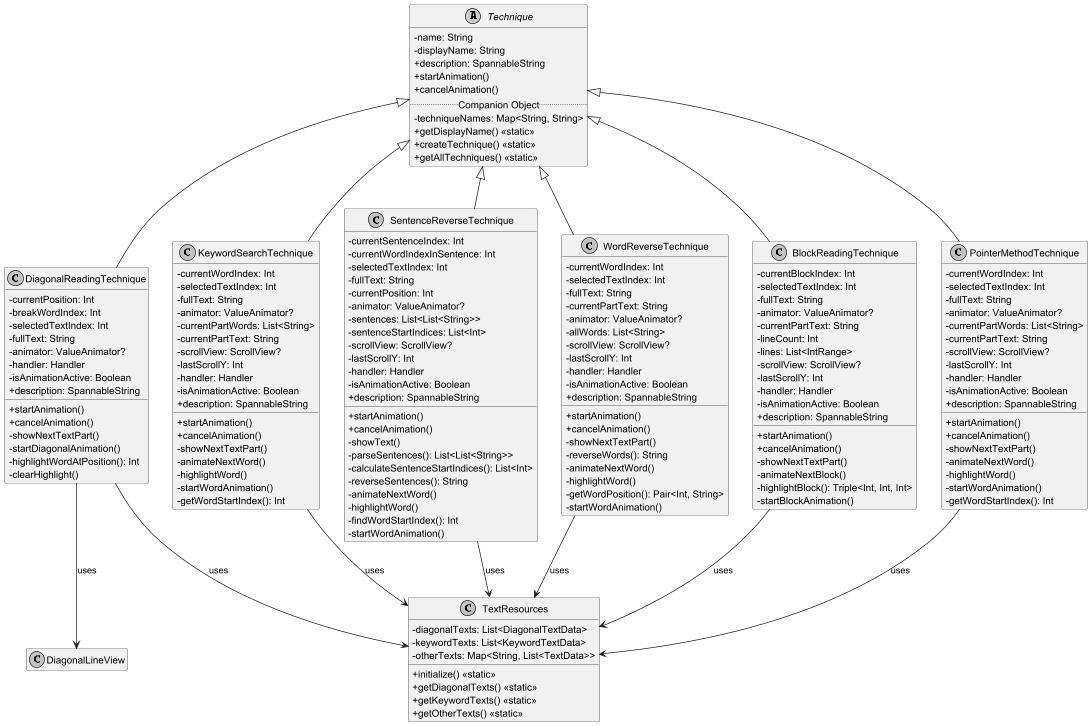 A Technique
-name: String
-displayName: String
+description: SpannableString
+startAnimation()
+cancelAnimation()
Companion Object
-techniqueNames: Map<String, String>
+getDisplayName() «static»
+createTechnique() «static»
+getAllTechniques() «static»
C DiagonalReadingTechnique
-currentPosition: Int
-breakWordIndex: Int
-selectedTextIndex: Int
-fullText: String
-animator: ValueAnimator?
-handler: Handler
-isAnimationActive: Boolean
+description: SpannableString
+startAnimation()
+cancelAnimation()
-showNextTextPart()
-startDiagonalAnimation()
-highlightWordAtPosition(): Int
-clearHighlight()
C KeywordSearchTechnique
-currentWordIndex: Int
-selectedTextIndex: Int
-fullText: String
-animator: ValueAnimator?
-currentPartWords: List<String>
-currentPartText: String
-scrollView: ScrollView?
-lastScrollY: Int
-handler: Handler
-isAnimationActive: Boolean
+description: SpannableString
+startAnimation()
+cancelAnimation()
-showNextTextPart()
-animateNextWord()
-highlightWord()
-startWordAnimation()
-getWordStartIndex(): Int
C SentenceReverseTechnique
-currentSentenceIndex: Int
-currentWordIndexInSentence: Int
-selectedTextIndex: Int
-fullText: String
-currentPosition: Int
-animator: ValueAnimator?
-sentences: List<List<String>>
-sentenceStartIndices: List<Int>
-scrollView: ScrollView?
-lastScrollY: Int
-handler: Handler
-isAnimationActive: Boolean
+description: SpannableString
+startAnimation()
+cancelAnimation()
-showText()
-parseSentences(): List<List<String>>
-calculateSentenceStartIndices(): List<Int>
-reverseSentences(): String
-animateNextWord()
-highlightWord()
-findWordStartIndex(): Int
-startWordAnimation()
C WordReverseTechnique
-currentWordIndex: Int
-selectedTextIndex: Int
-fullText: String
-currentPartText: String
-animator: ValueAnimator?
-allWords: List<String>
-scrollView: ScrollView?
-lastScrollY: Int
-handler: Handler
-isAnimationActive: Boolean
+description: SpannableString
+startAnimation()
+cancelAnimation()
-showNextTextPart()
-reverseWords(): String
-animateNextWord()
-highlightWord()
-getWordPosition(): Pair<Int, String>
-startWordAnimation()
C BlockReadingTechnique
-currentBlockIndex: Int
-selectedTextIndex: Int
-fullText: String
-animator: ValueAnimator?
-currentPartText: String
-lineCount: Int
-lines: List<IntRange>
-scrollView: ScrollView?
-lastScrollY: Int
-handler: Handler
-isAnimationActive: Boolean
+description: SpannableString
+startAnimation()
+cancelAnimation()
-showNextTextPart()
-animateNextBlock()
-highlightBlock(): Triple<Int, Int, Int>
-startBlockAnimation()
C PointerMethodTechnique
-currentWordIndex: Int
-selectedTextIndex: Int
-fullText: String
-animator: ValueAnimator?
-currentPartWords: List<String>
-currentPartText: String
-scrollView: ScrollView?
-lastScrollY: Int
-handler: Handler
-isAnimationActive: Boolean
+description: SpannableString
+startAnimation()
+cancelAnimation()
-showNextTextPart()
-animateNextWord()
-highlightWord()
-startWordAnimation()
-getWordStartIndex(): Int
uses
uses
uses
uses
uses
uses
uses
C DiagonalLineView
C TextResources
-diagonalTexts: List<DiagonalTextData>
-keywordTexts: List<KeywordTextData>
-otherTexts: Map<String, List<TextData>>
+initialize() «static»
+getDiagonalTexts() «static»
+getKeywordTexts() «static»
+getOtherTexts() «static»